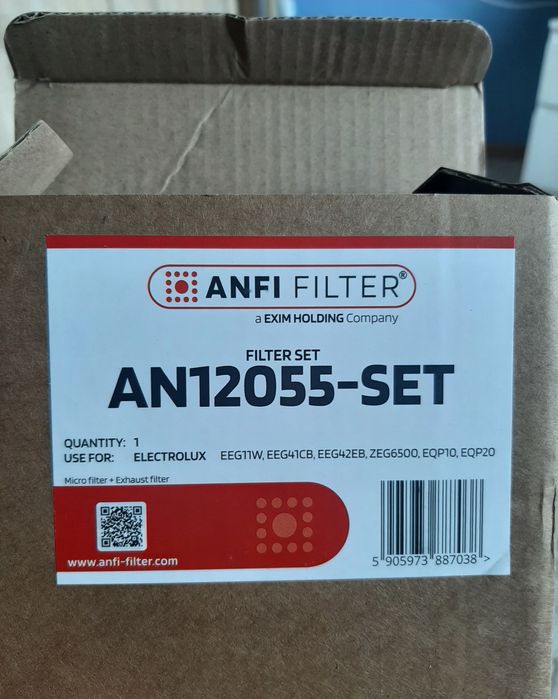 ANFI FILTER®
a EXIM HOLDING Company
FILTER SET
AN12055-SET
QUANTITY: 1
USE FOR: ELECTROLUX EEG11W, EEG41CB, EEG42EB, ZEG6500, EQP10, EQP20
Micro filter + Exhaust filter
www.anfi-filter.com
5 905973 887038 >